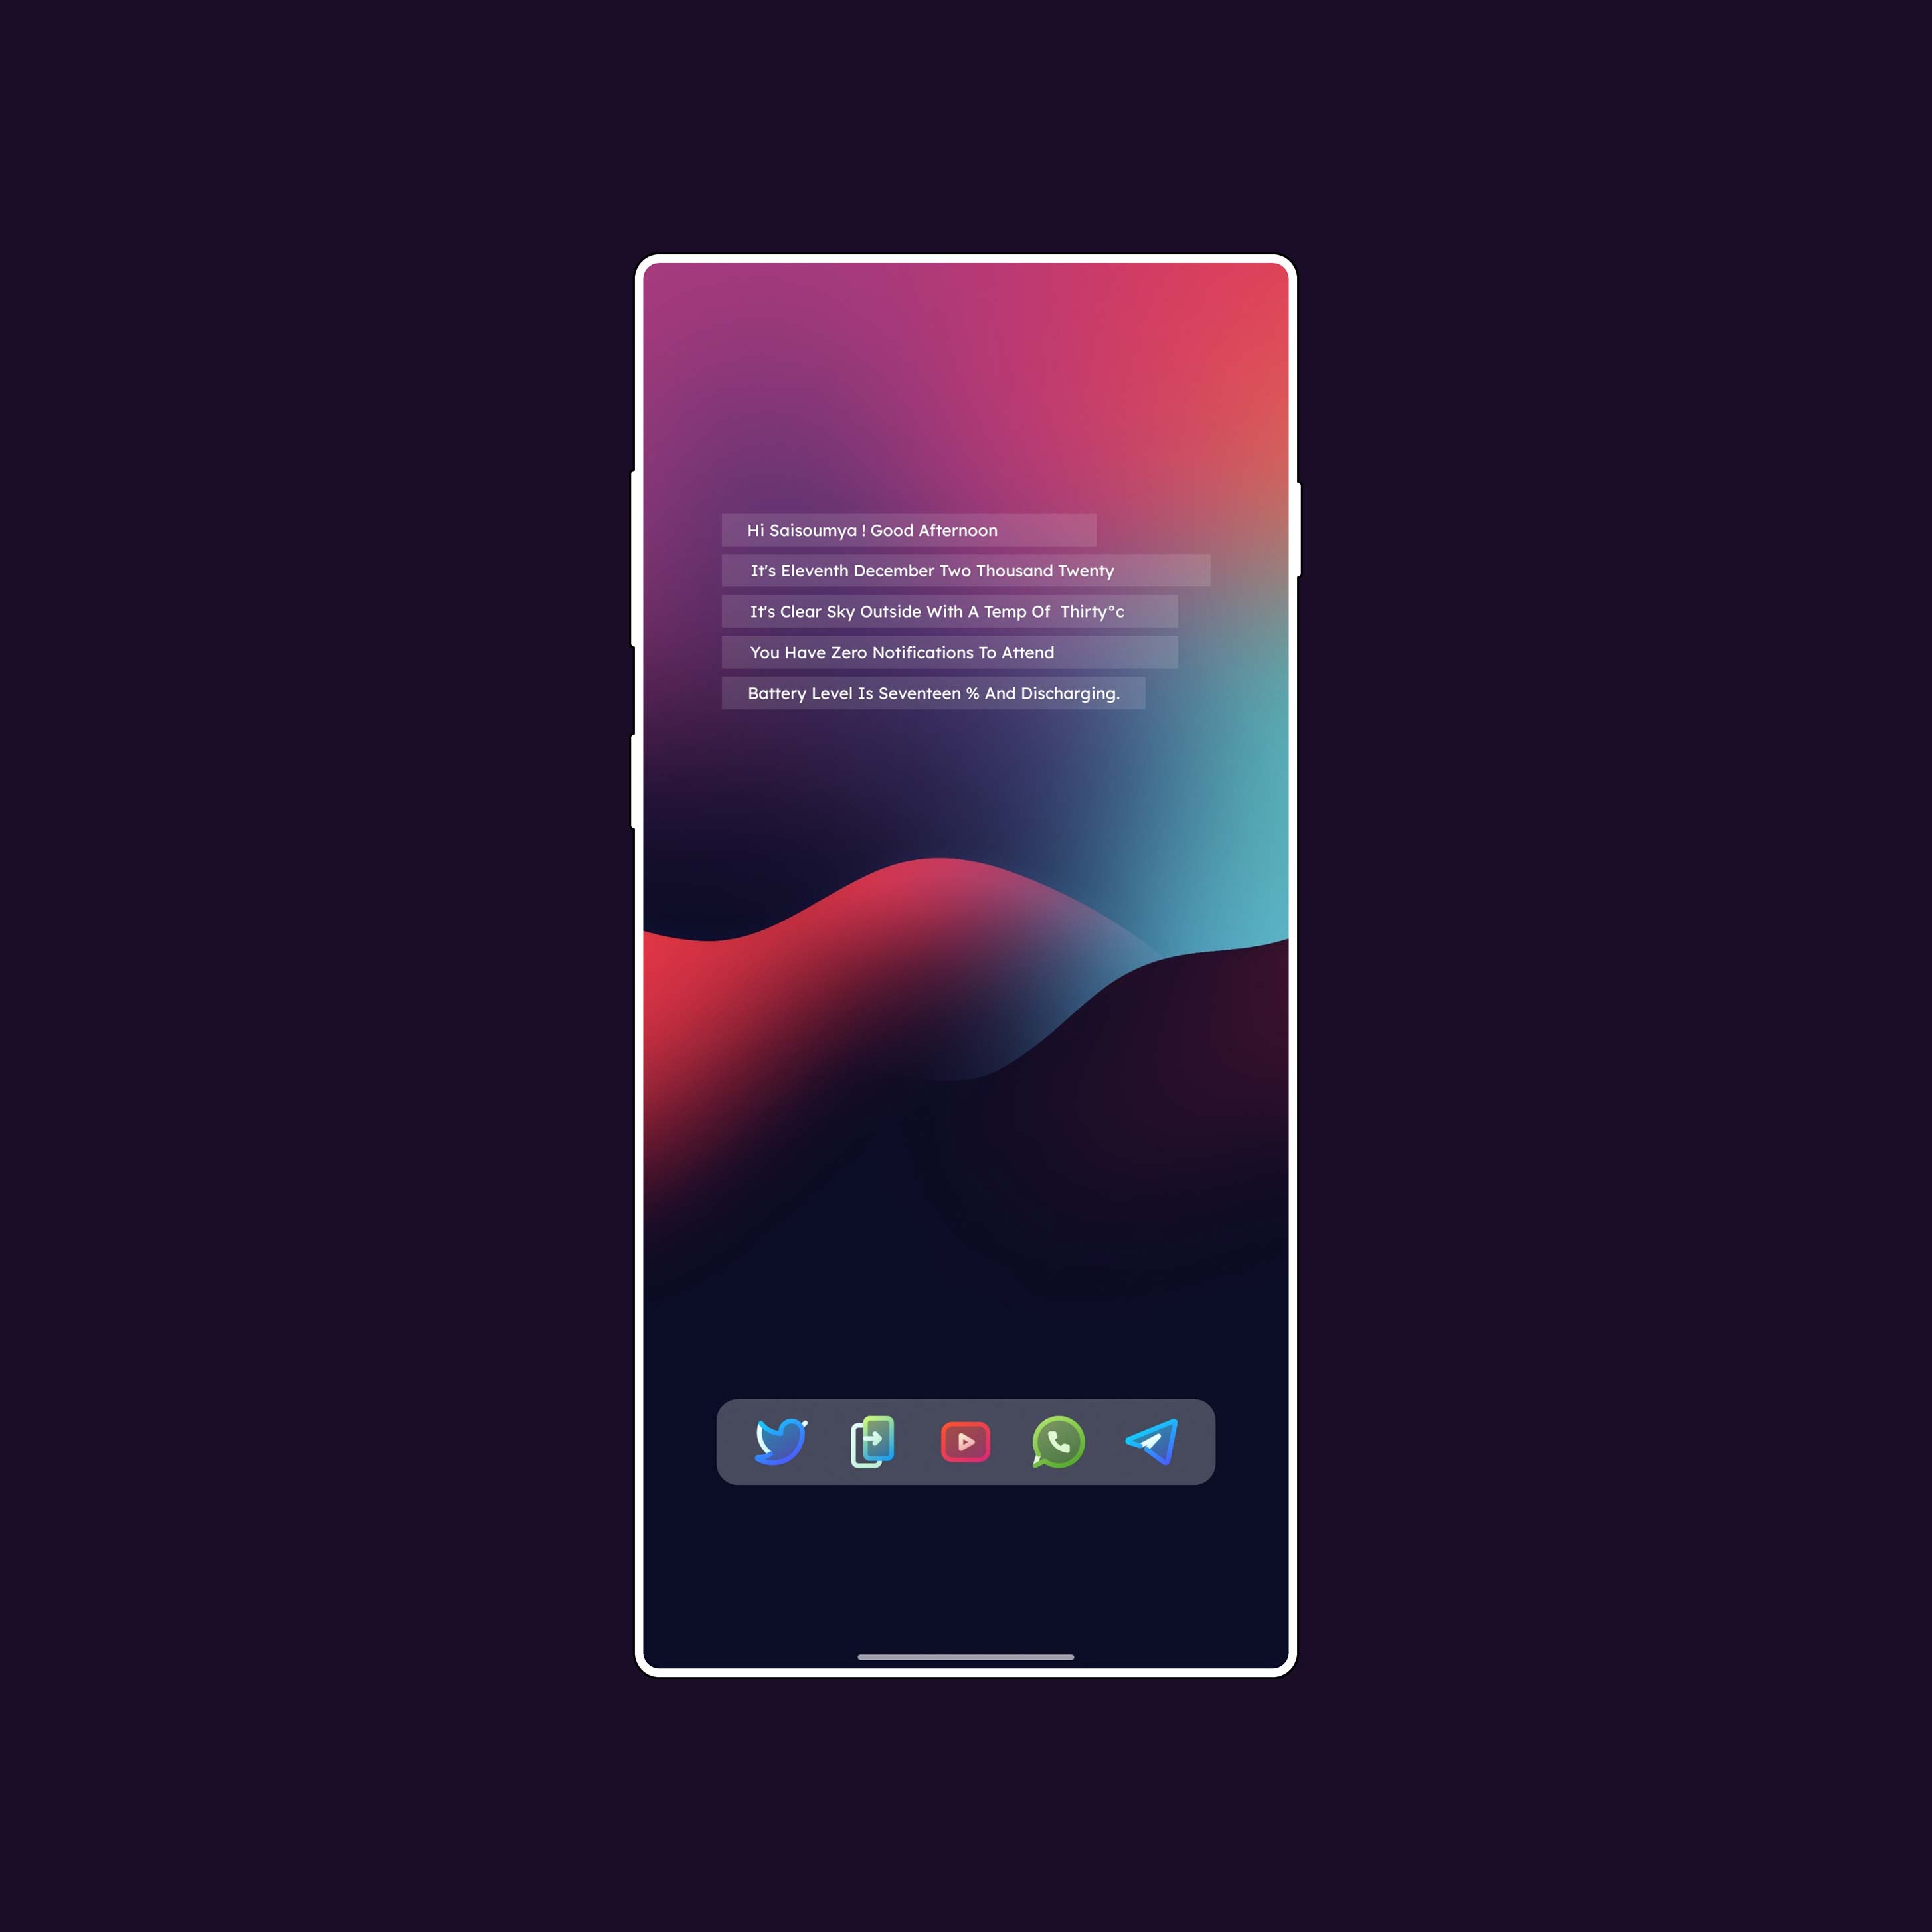 Hi Saisoumya ! Good Afternoon
It's Eleventh December Two Thousand Twenty
It's Clear Sky Outside With A Temp Of  Thirty°c
You Have Zero Notifications To Attend
Battery Level Is Seventeen % And Discharging.